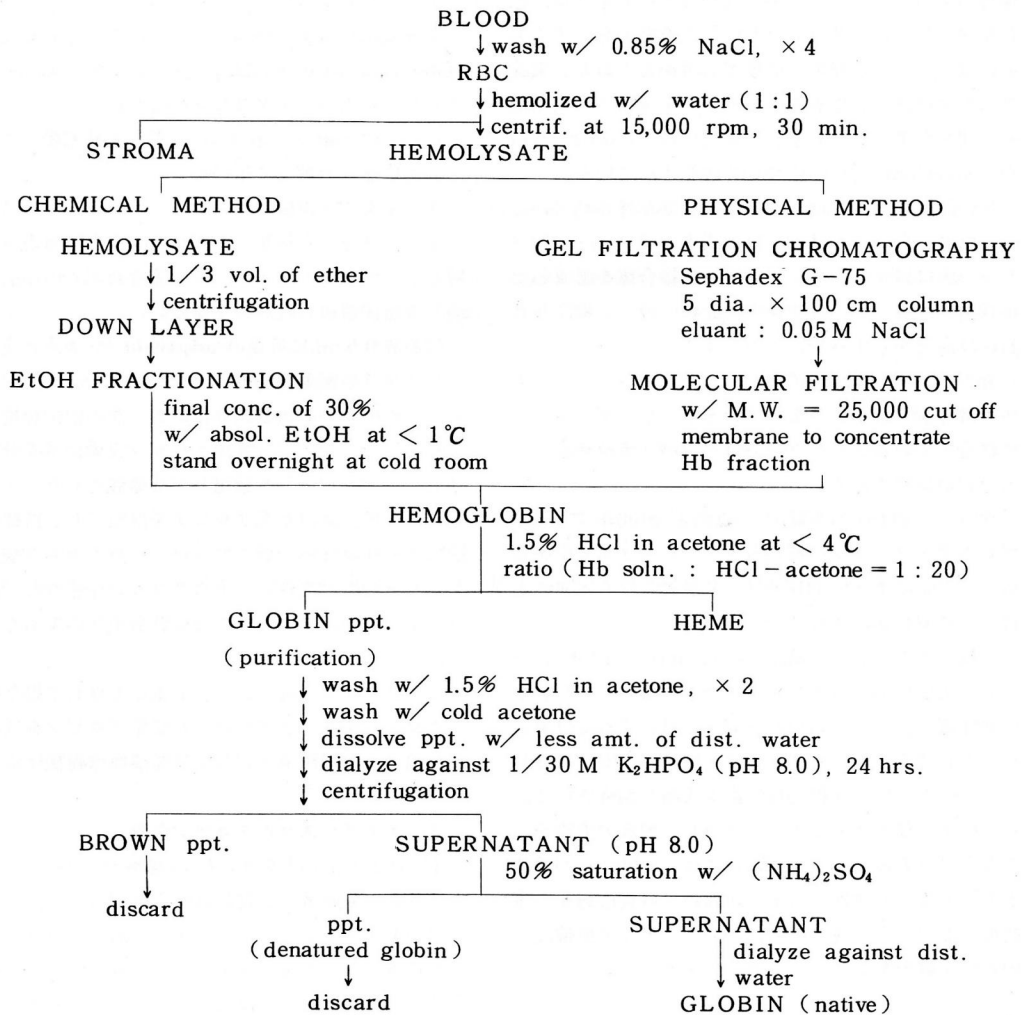 BLOOD
wash w/ 0.85% NaCl, × 4
RBC
hemolized w/ water (1:1)
centrif. at 15,000 rpm, 30 min.
STROMA HEMOLYSATE
CHEMICAL METHOD
HEMOLYSATE
1/3 vol. of ether
centrifugation
DOWN LAYER
EtOH FRACTIONATION
final conc. of 30%
w/ absol. EtOH at < 1℃
stand overnight at cold room
PHYSICAL METHOD
GEL FILTRATION CHROMATOGRAPHY
Sephadex G-75
5 dia. × 100 cm column
eluant : 0.05 M NaCl
MOLECULAR FILTRATION
w/ M.W. = 25,000 cut off
membrane to concentrate
Hb fraction
HEMOGLOBIN
1.5% HCl in acetone at < 4℃
ratio (Hb soln. : HCl-acetone = 1 : 20)
GLOBIN ppt. HEME
(purification)
wash w/ 1.5% HCl in acetone, × 2
wash w/ cold acetone
dissolve ppt. w/ less amt. of dist. water
dialyze against 1/30 M K₂HPO₄ (pH 8.0), 24 hrs.
centrifugation
BROWN ppt. SUPERNATANT (pH 8.0)
50% saturation w/ (NH₄)₂SO₄
discard
ppt.
(denatured globin)
discard
SUPERNATANT
dialyze against dist.
water
GLOBIN (native)